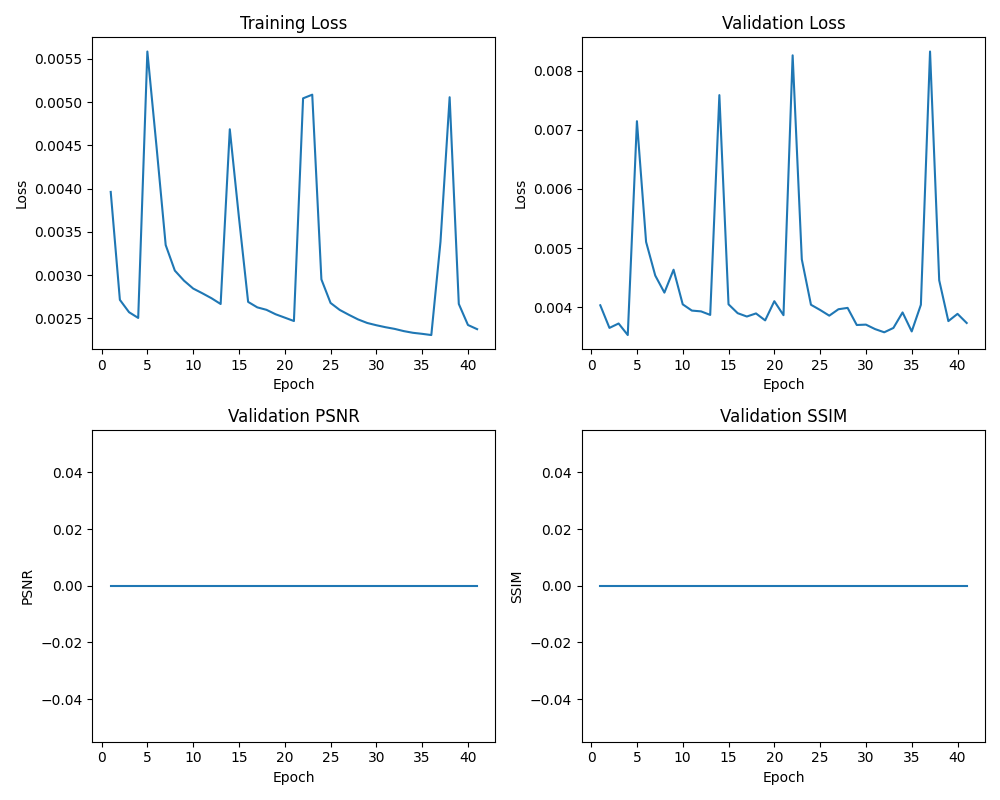 Training Loss
Loss
0.0055
0.0050
0.0045
0.0040
0.0035
0.0030
0.0025
0 5 10 15 20 25 30 35 40
Epoch
Validation Loss
Loss
0.008
0.007
0.006
0.005
0.004
0 5 10 15 20 25 30 35 40
Epoch
Validation PSNR
PSNR
0.04
0.02
0.00
−0.02
−0.04
0 5 10 15 20 25 30 35 40
Epoch
Validation SSIM
SSIM
0.04
0.02
0.00
−0.02
−0.04
0 5 10 15 20 25 30 35 40
Epoch